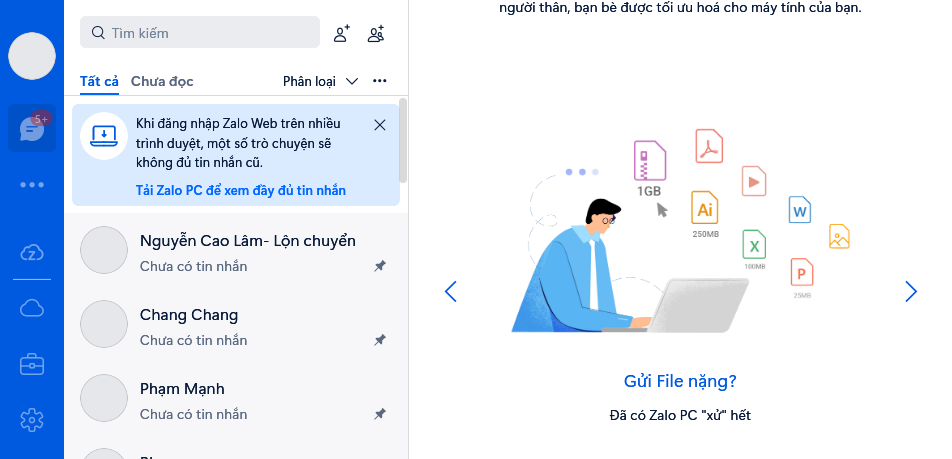 Tìm kiếm
Tất cả Chưa đọc Phân loại
5+
Khi đăng nhập Zalo Web trên nhiều
trình duyệt, một số trò chuyện sẽ
không đủ tin nhắn cũ.
Tải Zalo PC để xem đầy đủ tin nhắn
Nguyễn Cao Lâm- Lộn chuyển
Chưa có tin nhắn
Chang Chang
Chưa có tin nhắn
Phạm Mạnh
Chưa có tin nhắn
người thân, bạn bè được tối ưu hoá cho máy tính của bạn.
1GB
Ai
250MB
W
X
100MB
P
25MB
Gửi File nặng?
Đã có Zalo PC "xử" hết